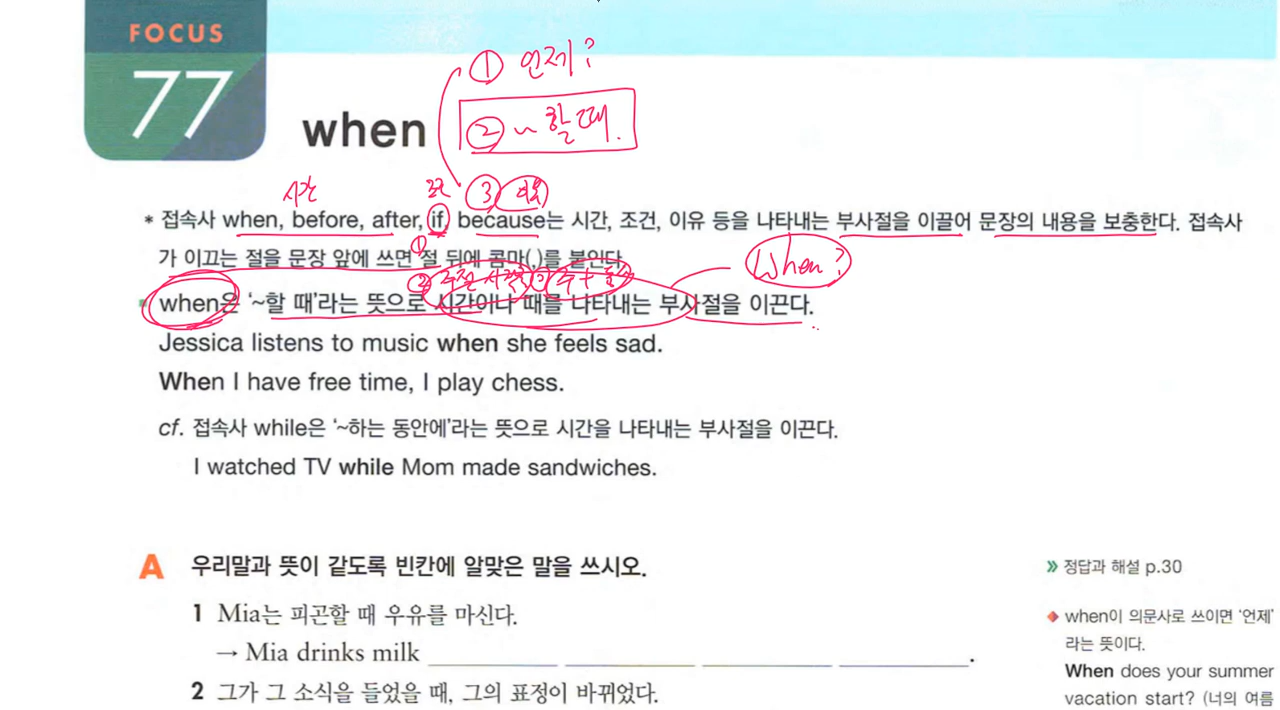 FOCUS
77
when
① 언제?
② ~할 때.
시간
③
* 접속사 when, before, after, if, because는 시간, 조건, 이유 등을 나타내는 부사절을 이끌어 문장의 내용을 보충한다. 접속사
가 이끄는 절을 문장 앞에 쓰면 절 뒤에 콤마(,)를 붙인다.
When?
when은 '~할 때'라는 뜻으로 시간이나 때를 나타내는 부사절을 이끈다.
Jessica listens to music when she feels sad.
When I have free time, I play chess.
cf. 접속사 while은 '~하는 동안에'라는 뜻으로 시간을 나타내는 부사절을 이끈다.
I watched TV while Mom made sandwiches.
A 우리말과 뜻이 같도록 빈칸에 알맞은 말을 쓰시오.
» 정답과 해설 p.30
1 Mia는 피곤할 때 우유를 마신다.
→ Mia drinks milk ____ ____ ____ ____.
2 그가 그 소식을 들었을 때, 그의 표정이 바뀌었다.
◆ when이 의문사로 쓰이면 '언제'
라는 뜻이다.
When does your summer
vacation start? (너의 여름